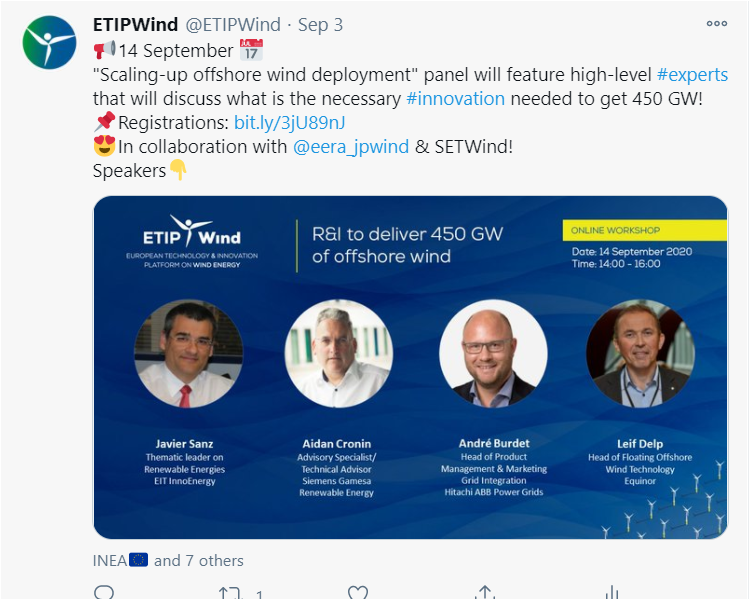 ETIPWind @ETIPWind · Sep 3
14 September
"Scaling-up offshore wind deployment" panel will feature high-level #experts
that will discuss what is the necessary #innovation needed to get 450 GW!
Registrations: bit.ly/3jU89nJ
In collaboration with @eera_jpwind & SETWind!
Speakers
ETIP Wind
EUROPEAN TECHNOLOGY & INNOVATION
PLATFORM ON WIND ENERGY
R&I to deliver 450 GW
of offshore wind
ONLINE WORKSHOP
Date: 14 September 2020
Time: 14:00 - 16:00
Javier Sanz
Thematic leader on
Renewable Energies
EIT InnoEnergy
Aidan Cronin
Advisory Specialist/
Technical Advisor
Siemens Gamesa
Renewable Energy
André Burdet
Head of Product
Management & Marketing
Grid Integration
Hitachi ABB Power Grids
Leif Delp
Head of Floating Offshore
Wind Technology
Equinor
INEA and 7 others
1